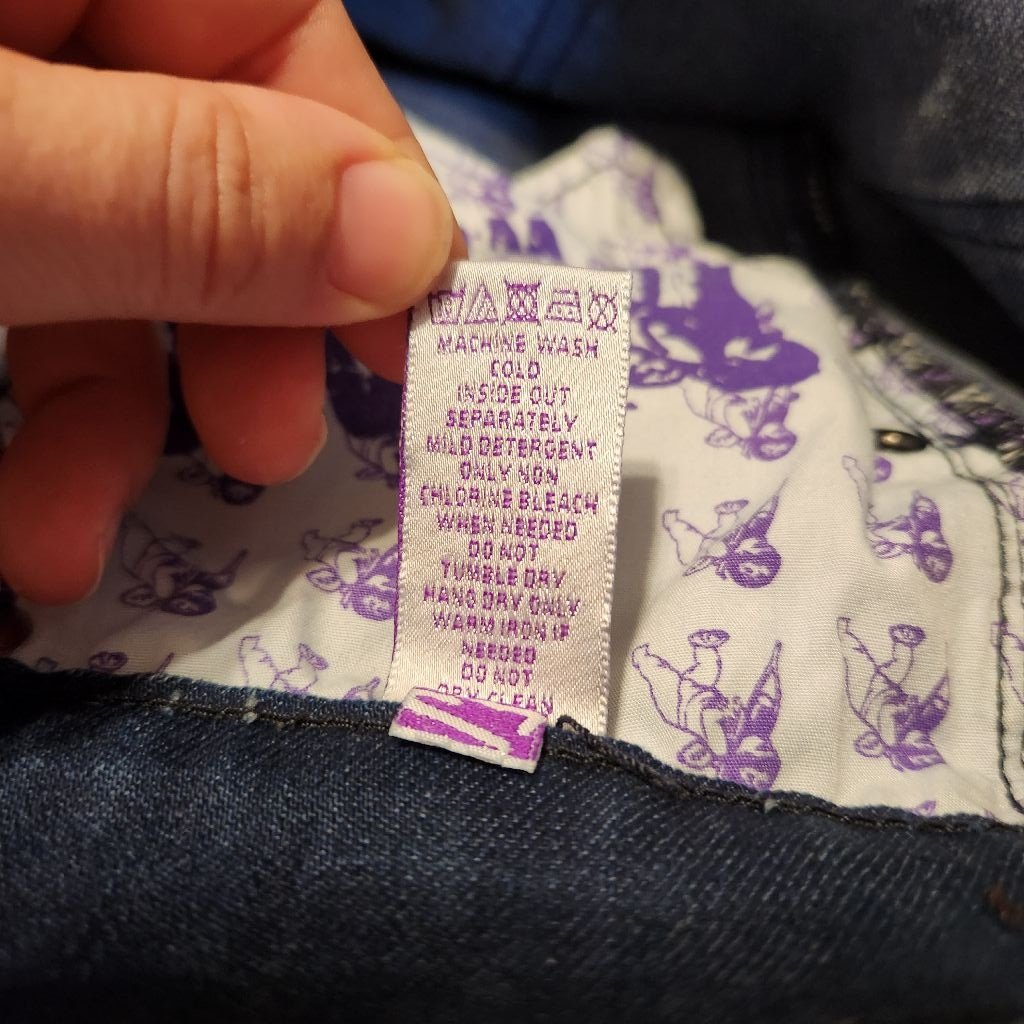 MACHINE WASH
COLD
INSIDE OUT
SEPARATELY
MILD DETERGENT
ONLY NON
CHLORINE BLEACH
WHEN NEEDED
DO NOT
TUMBLE DRY
HANG DRY ONLY
WARM IRON IF
NEEDED
DO NOT
DRY CLEAN